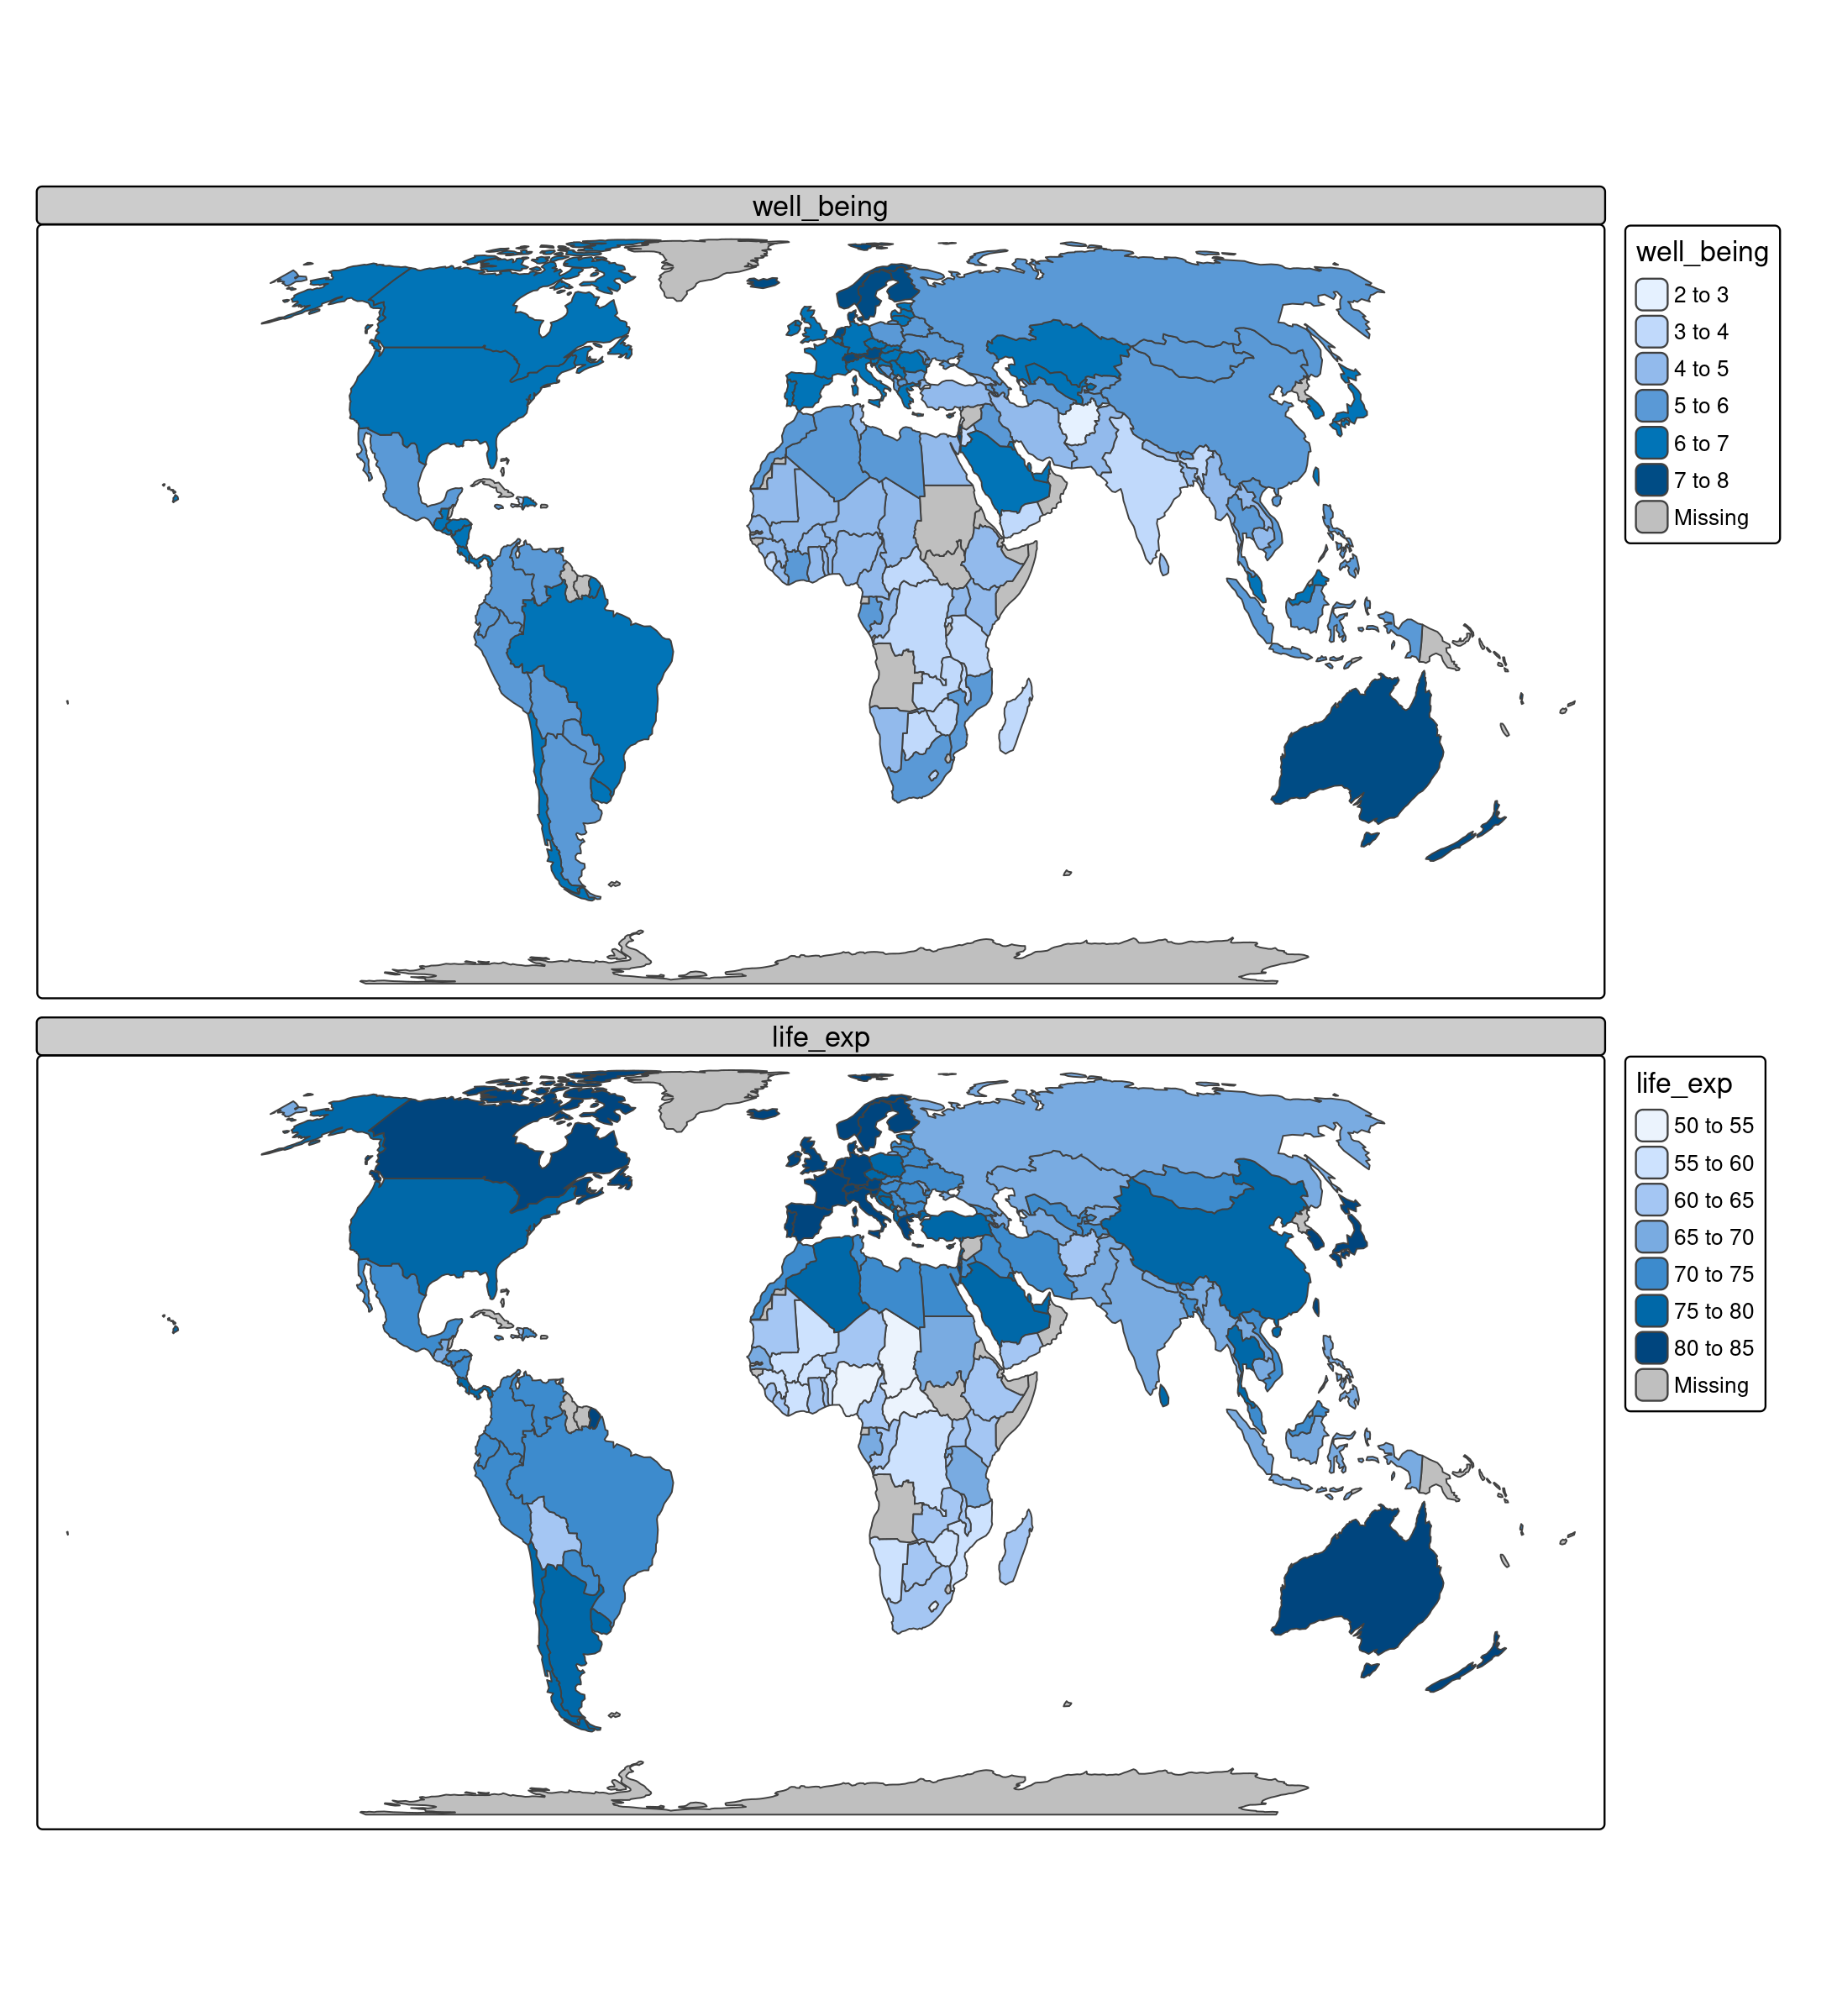 well_being
well_being
2 to 3
3 to 4
4 to 5
5 to 6
6 to 7
7 to 8
Missing
life_exp
life_exp
50 to 55
55 to 60
60 to 65
65 to 70
70 to 75
75 to 80
80 to 85
Missing